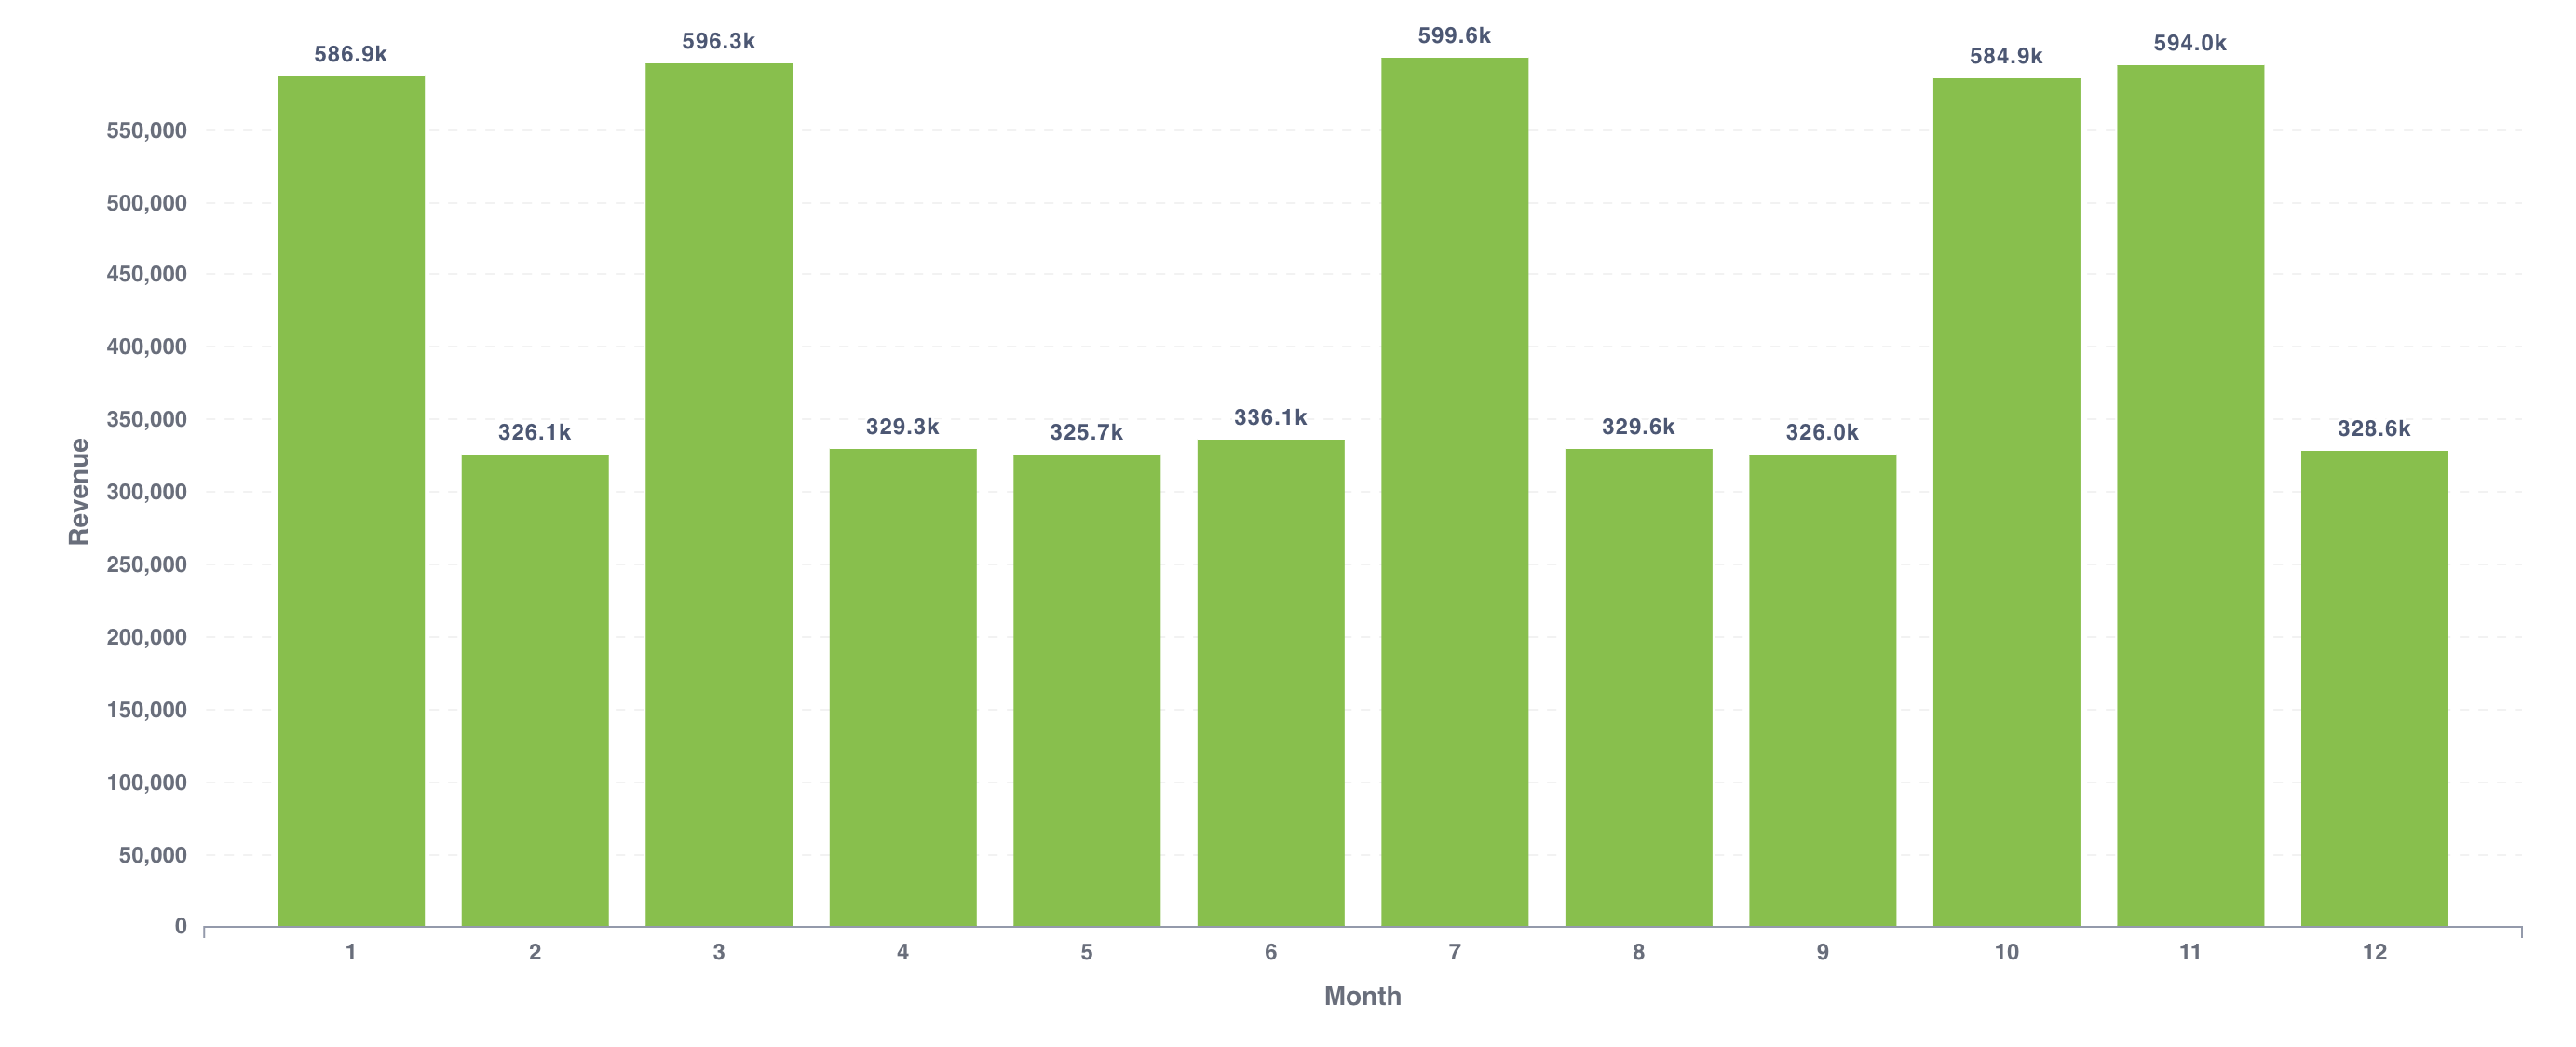 586.9k
326.1k
596.3k
329.3k
325.7k
336.1k
599.6k
329.6k
326.0k
584.9k
594.0k
328.6k
550,000
500,000
450,000
400,000
350,000
300,000
250,000
200,000
150,000
100,000
50,000
0
Revenue
1 2 3 4 5 6 7 8 9 10 11 12
Month